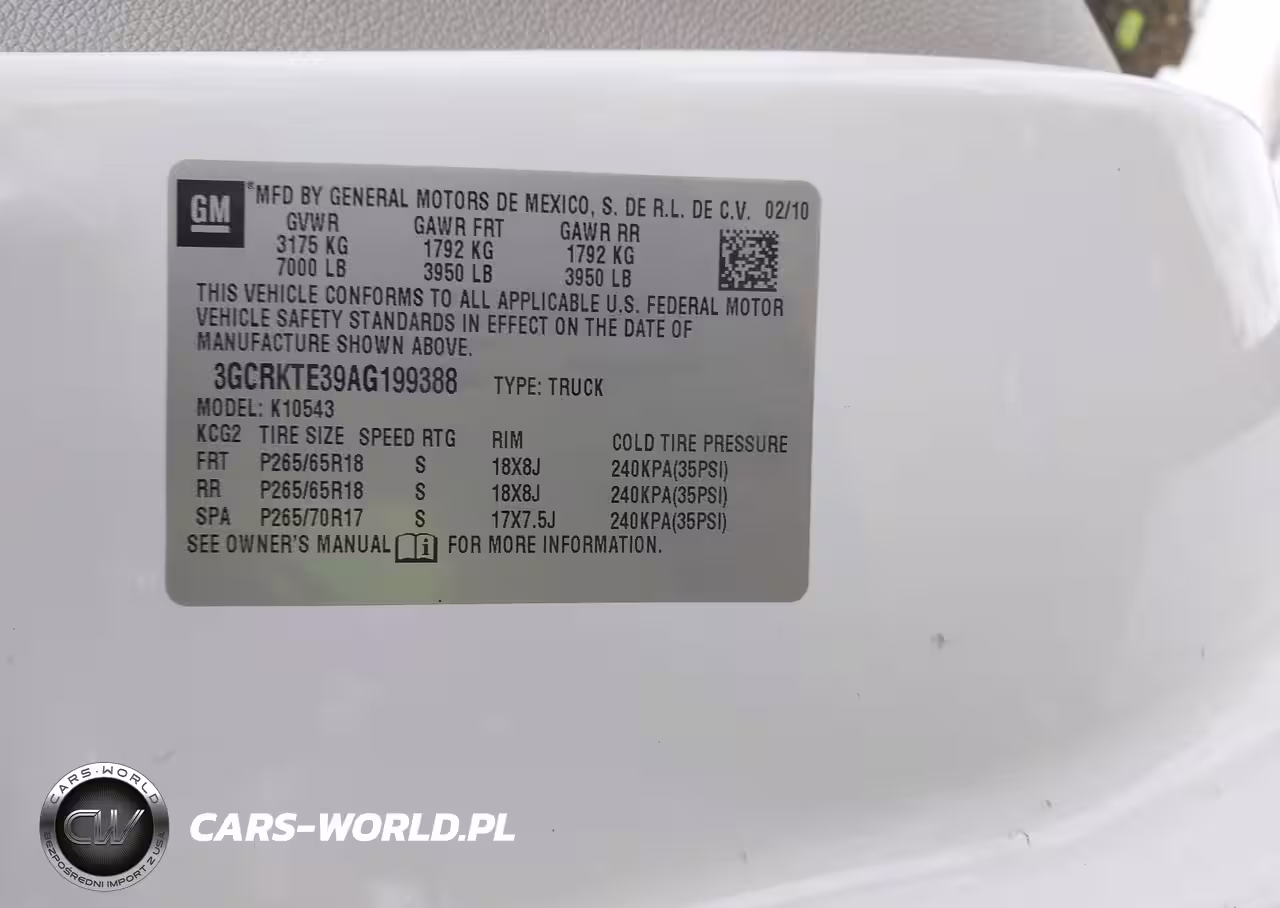 GM
® MFD BY GENERAL MOTORS DE MEXICO, S. DE R.L. DE C.V. 02/10
GVWR GAWR FRT GAWR RR
3175 KG 1792 KG 1792 KG
7000 LB 3950 LB 3950 LB
THIS VEHICLE CONFORMS TO ALL APPLICABLE U.S. FEDERAL MOTOR
VEHICLE SAFETY STANDARDS IN EFFECT ON THE DATE OF
MANUFACTURE SHOWN ABOVE.
3GCRKTE39AG199388 TYPE: TRUCK
MODEL: K10543
KCG2 TIRE SIZE SPEED RTG RIM COLD TIRE PRESSURE
FRT P265/65R18 S 18X8J 240KPA(35PSI)
RR P265/65R18 S 18X8J 240KPA(35PSI)
SPA P265/70R17 S 17X7.5J 240KPA(35PSI)
SEE OWNER'S MANUAL i FOR MORE INFORMATION.
CARS-WORLD
CW
BEZPOŚREDNI IMPORT Z USA
CARS-WORLD.PL